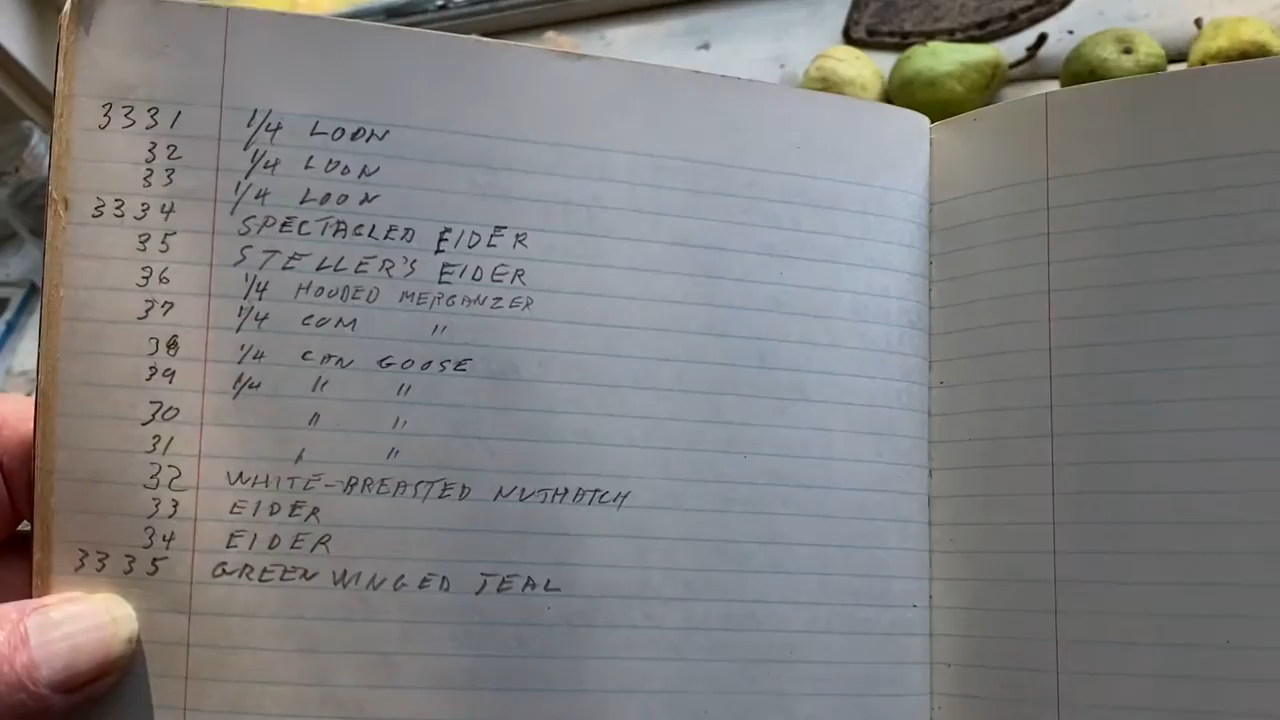 3331 1/4 LOON
32 1/4 LOON
33 1/4 LOON
3334 SPECTACLED EIDER
35 STELLER'S EIDER
36 1/4 HOODED MERGANZER
37 1/4 COM "
38 1/4 CAN GOOSE
39 1/4 " "
30 " "
31 " "
32 WHITE-BREASTED NUTHATCH
33 EIDER
34 EIDER
3335 GREEN WINGED TEAL